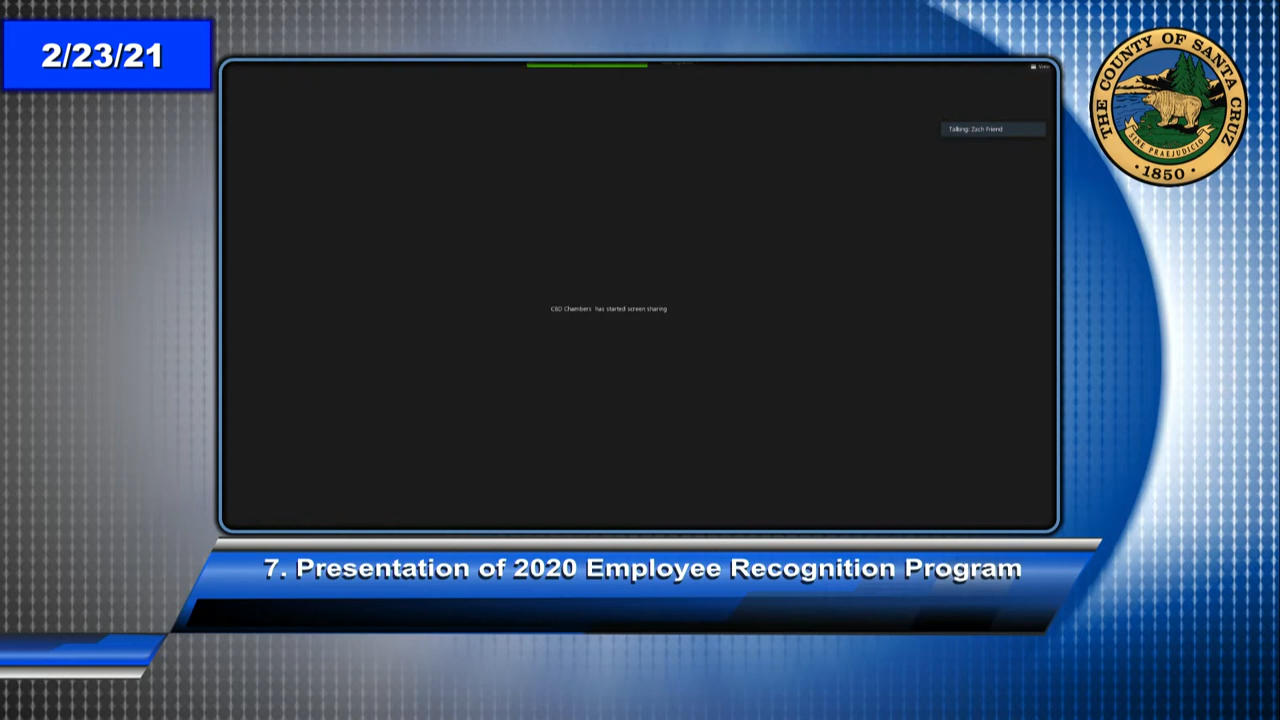 2/23/21
View
Talking: Zach Friend
THE COUNTY OF SANTA CRUZ
SINE PRAEJUDICIO
• 1850 •
CBD Chambers has started screen sharing
7. Presentation of 2020 Employee Recognition Program